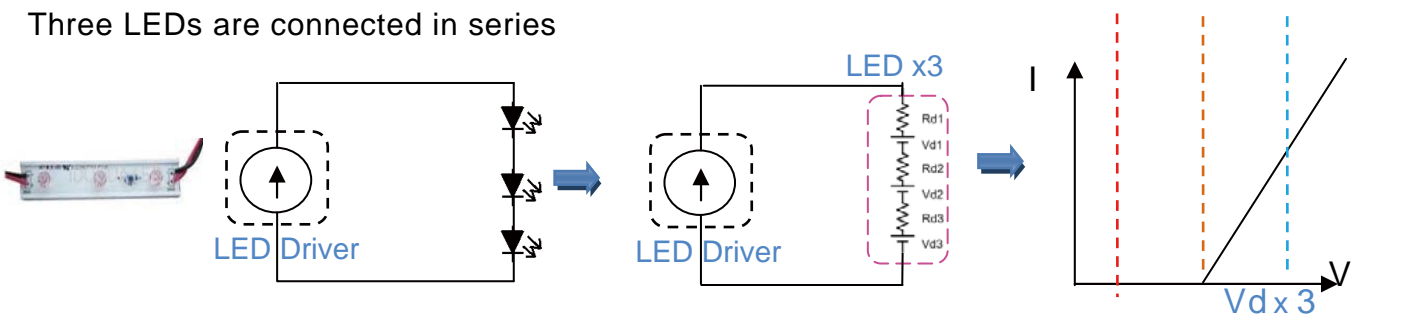 Three LEDs are connected in series
LED Driver
LED x3
Rd1
Vd1
Rd2
Vd2
Rd3
Vd3
LED Driver
I
V
Vd x 3